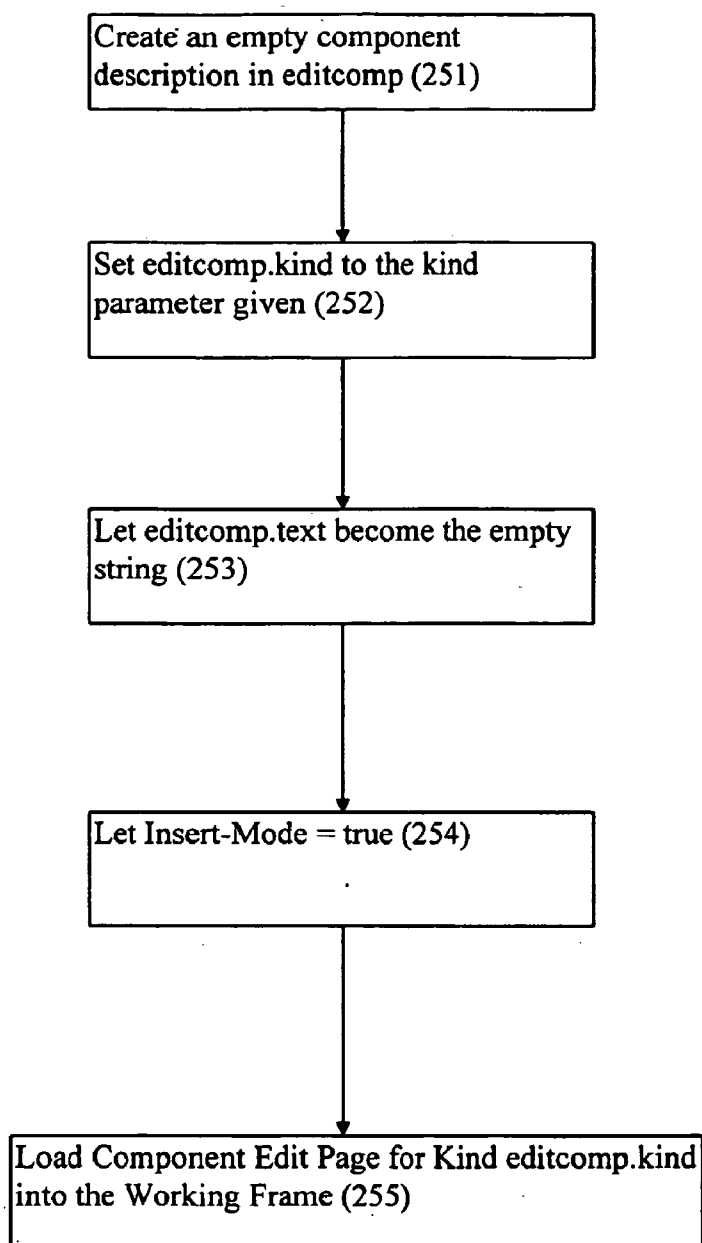 Create an empty component
description in editcomp (251)
Set editcomp.kind to the kind
parameter given (252)
Let editcomp.text become the empty
string (253)
Let Insert-Mode = true (254)
Load Component Edit Page for Kind editcomp.kind
into the Working Frame (255)